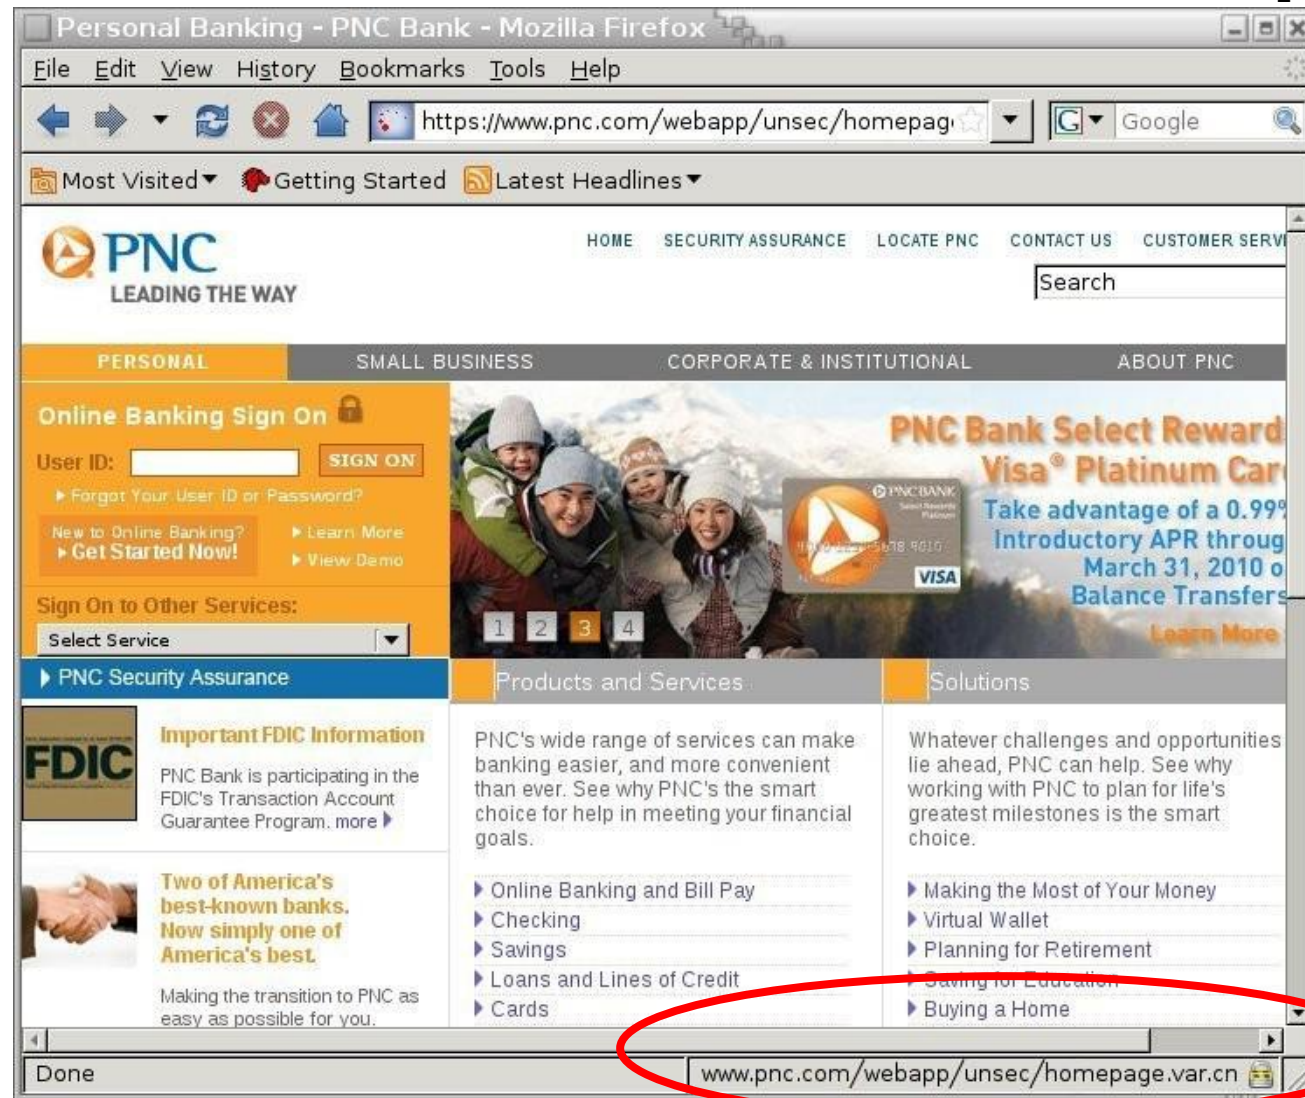 Personal Banking - PNC Bank - Mozilla Firefox
File Edit View History Bookmarks Tools Help
https://www.pnc.com/webapp/unsec/homepag
G Google
Most Visited Getting Started Latest Headlines
PNC
LEADING THE WAY
HOME SECURITY ASSURANCE LOCATE PNC CONTACT US CUSTOMER SERVI
Search
PERSONAL SMALL BUSINESS CORPORATE & INSTITUTIONAL ABOUT PNC
Online Banking Sign On
User ID: SIGN ON
Forgot Your User ID or Password?
New to Online Banking?
Get Started Now!
Learn More
View Demo
Sign On to Other Services:
Select Service
PNC Bank Select Reward
Visa® Platinum Car
Take advantage of a 0.99%
Introductory APR throug
March 31, 2010 o
Balance Transfers
Learn More
PNC BANK
VISA
1 2 3 4
PNC Security Assurance
FDIC
Important FDIC Information
PNC Bank is participating in the
FDIC's Transaction Account
Guarantee Program. more
Two of America's
best-known banks.
Now simply one of
America's best.
Making the transition to PNC as
easy as possible for you.
Products and Services
PNC's wide range of services can make
banking easier, and more convenient
than ever. See why PNC's the smart
choice for help in meeting your financial
goals.
Online Banking and Bill Pay
Checking
Savings
Loans and Lines of Credit
Cards
Solutions
Whatever challenges and opportunities
lie ahead, PNC can help. See why
working with PNC to plan for life's
greatest milestones is the smart
choice.
Making the Most of Your Money
Virtual Wallet
Planning for Retirement
Saving for Education
Buying a Home
Done
www.pnc.com/webapp/unsec/homepage.var.cn